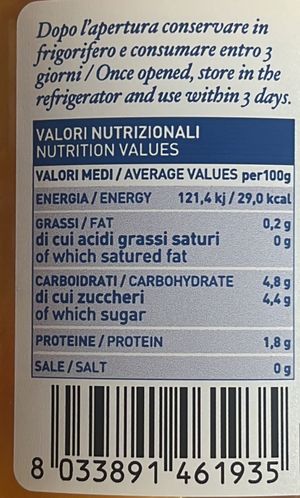 Dopo l'apertura conservare in
frigorifero e consumare entro 3
giorni / Once opened, store in the
refrigerator and use within 3 days.
VALORI NUTRIZIONALI
NUTRITION VALUES
VALORI MEDI / AVERAGE VALUES per100g
ENERGIA / ENERGY 121,4 kj / 29,0 kcal
GRASSI / FAT 0,2 g
di cui acidi grassi saturi 0 g
of which satured fat
CARBOIDRATI / CARBOHYDRATE 4,8 g
di cui zuccheri 4,4 g
of which sugar
PROTEINE / PROTEIN 1,8 g
SALE / SALT 0 g
8 033891 461935